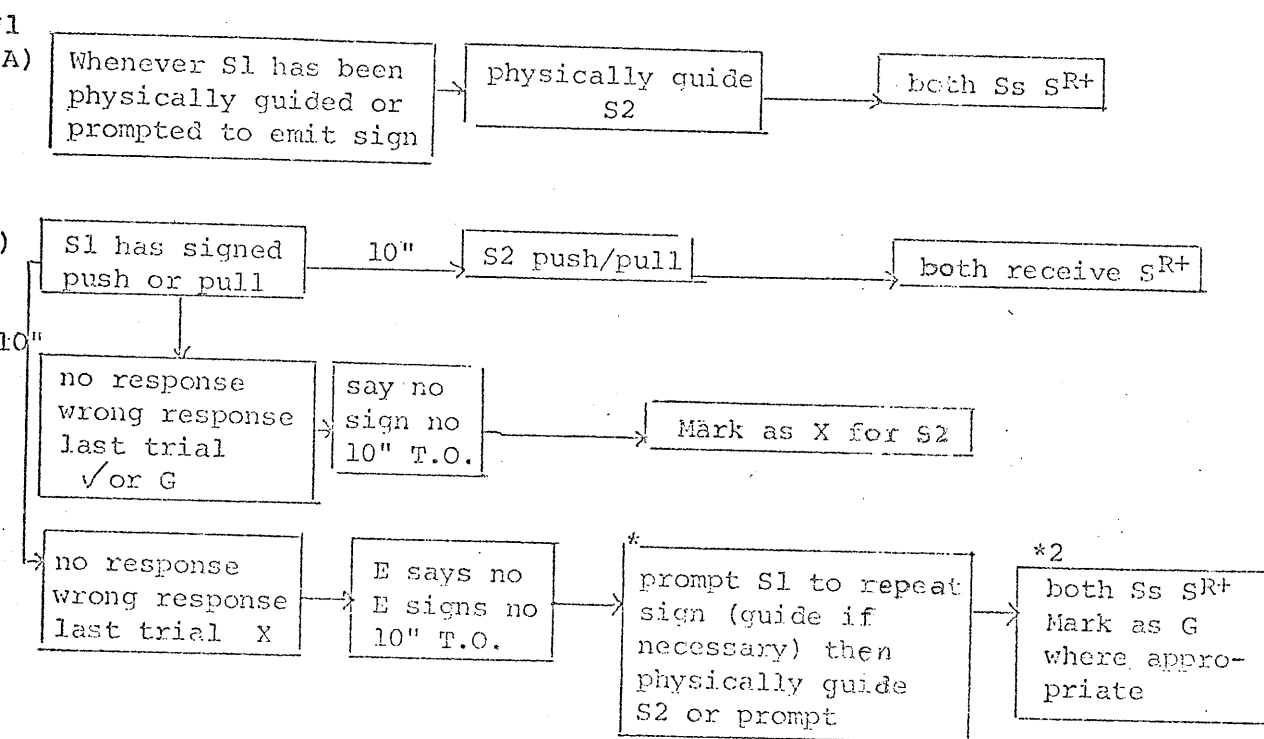 *1
A)
Whenever S1 has been
physically guided or
prompted to emit sign
physically guide
S2
both Ss SR+
)
S1 has signed
push or pull
10"
S2 push/pull
both receive SR+
10"
no response
wrong response
last trial
✓ or G
say no
sign no
10" T.O.
Mark as X for S2
no response
wrong response
last trial X
E says no
E signs no
10" T.O.
*
prompt S1 to repeat
sign (guide if
necessary) then
physically guide
S2 or prompt
*2
both Ss SR+
Mark as G
where appro-
priate